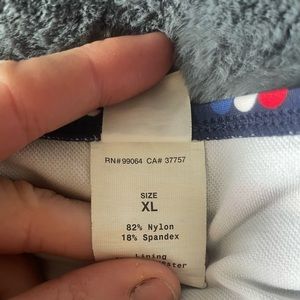 RN# 99064 CA# 37757
SIZE
XL
82% Nylon
18% Spandex
Lining